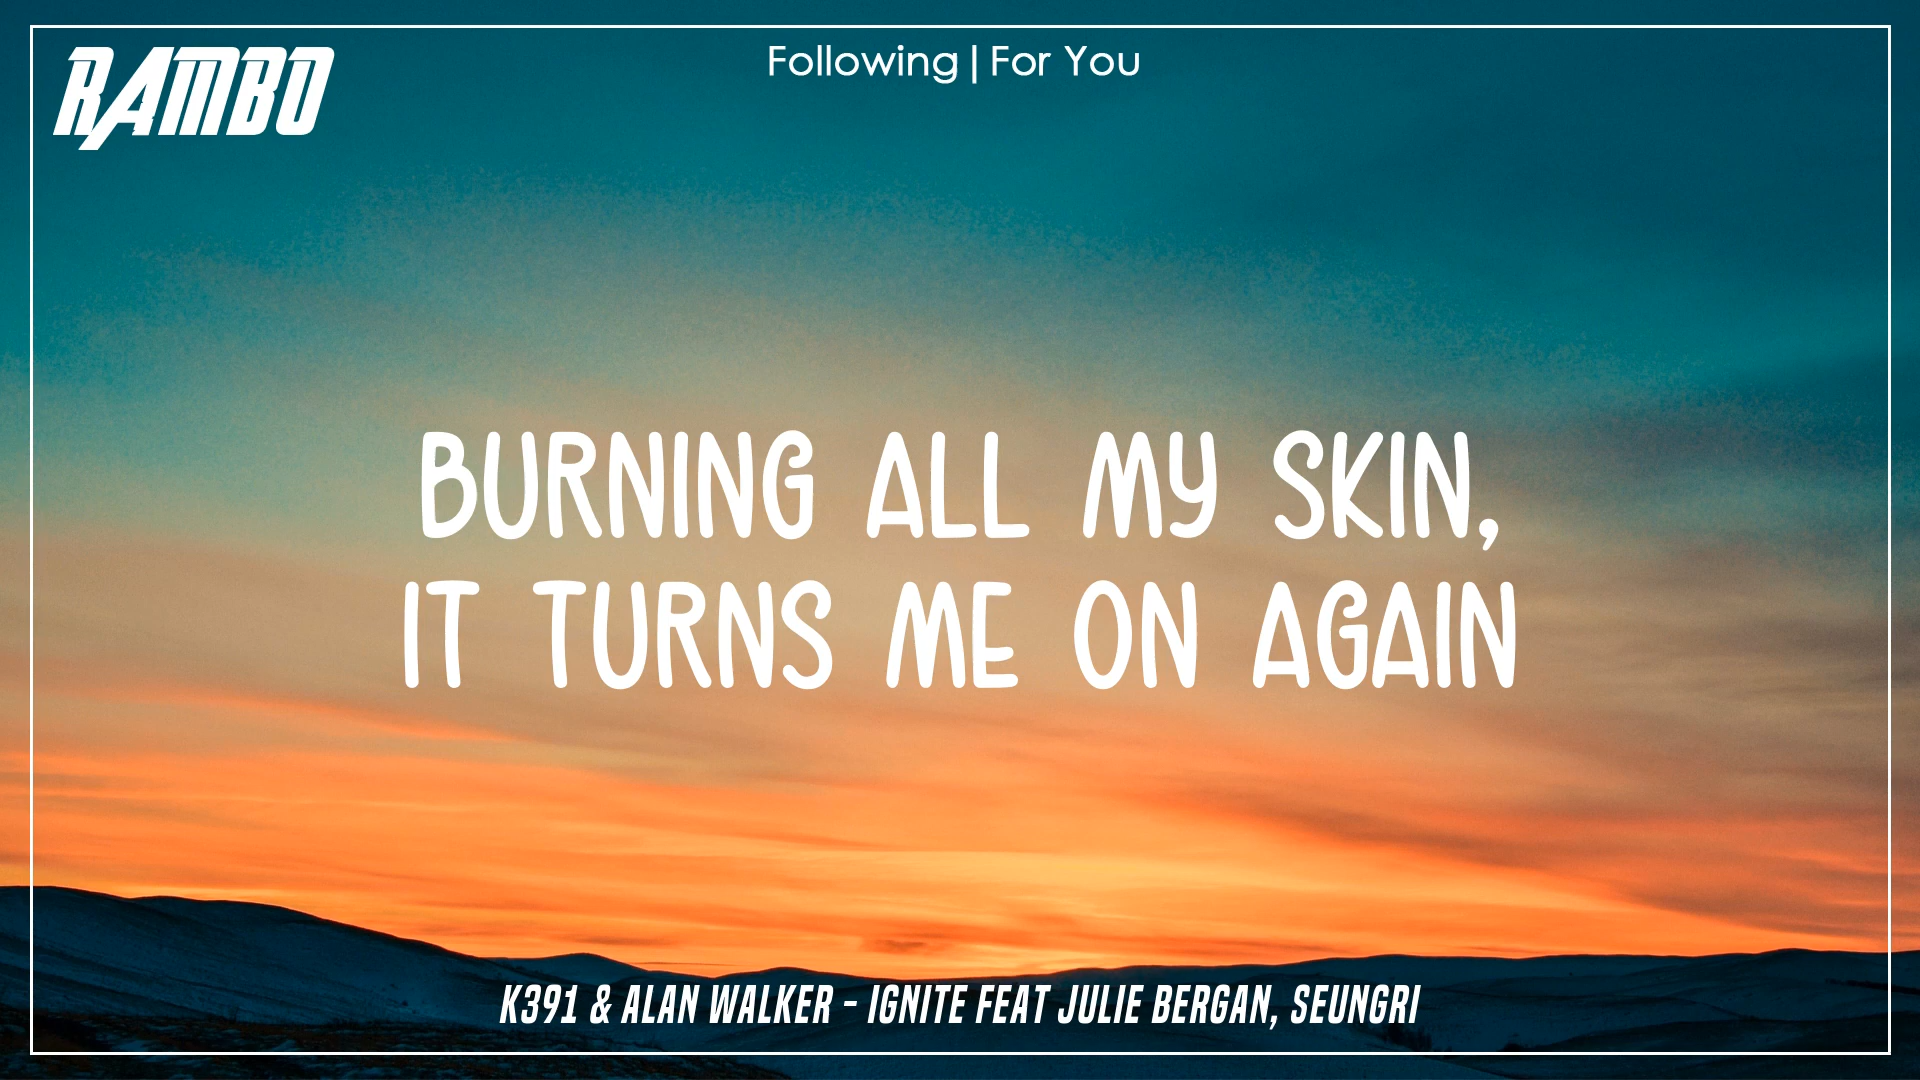 RAMBO
Following | For You
BURNING ALL MY SKIN,
IT TURNS ME ON AGAIN
K391 & ALAN WALKER - IGNITE FEAT JULIE BERGAN, SEUNGRI